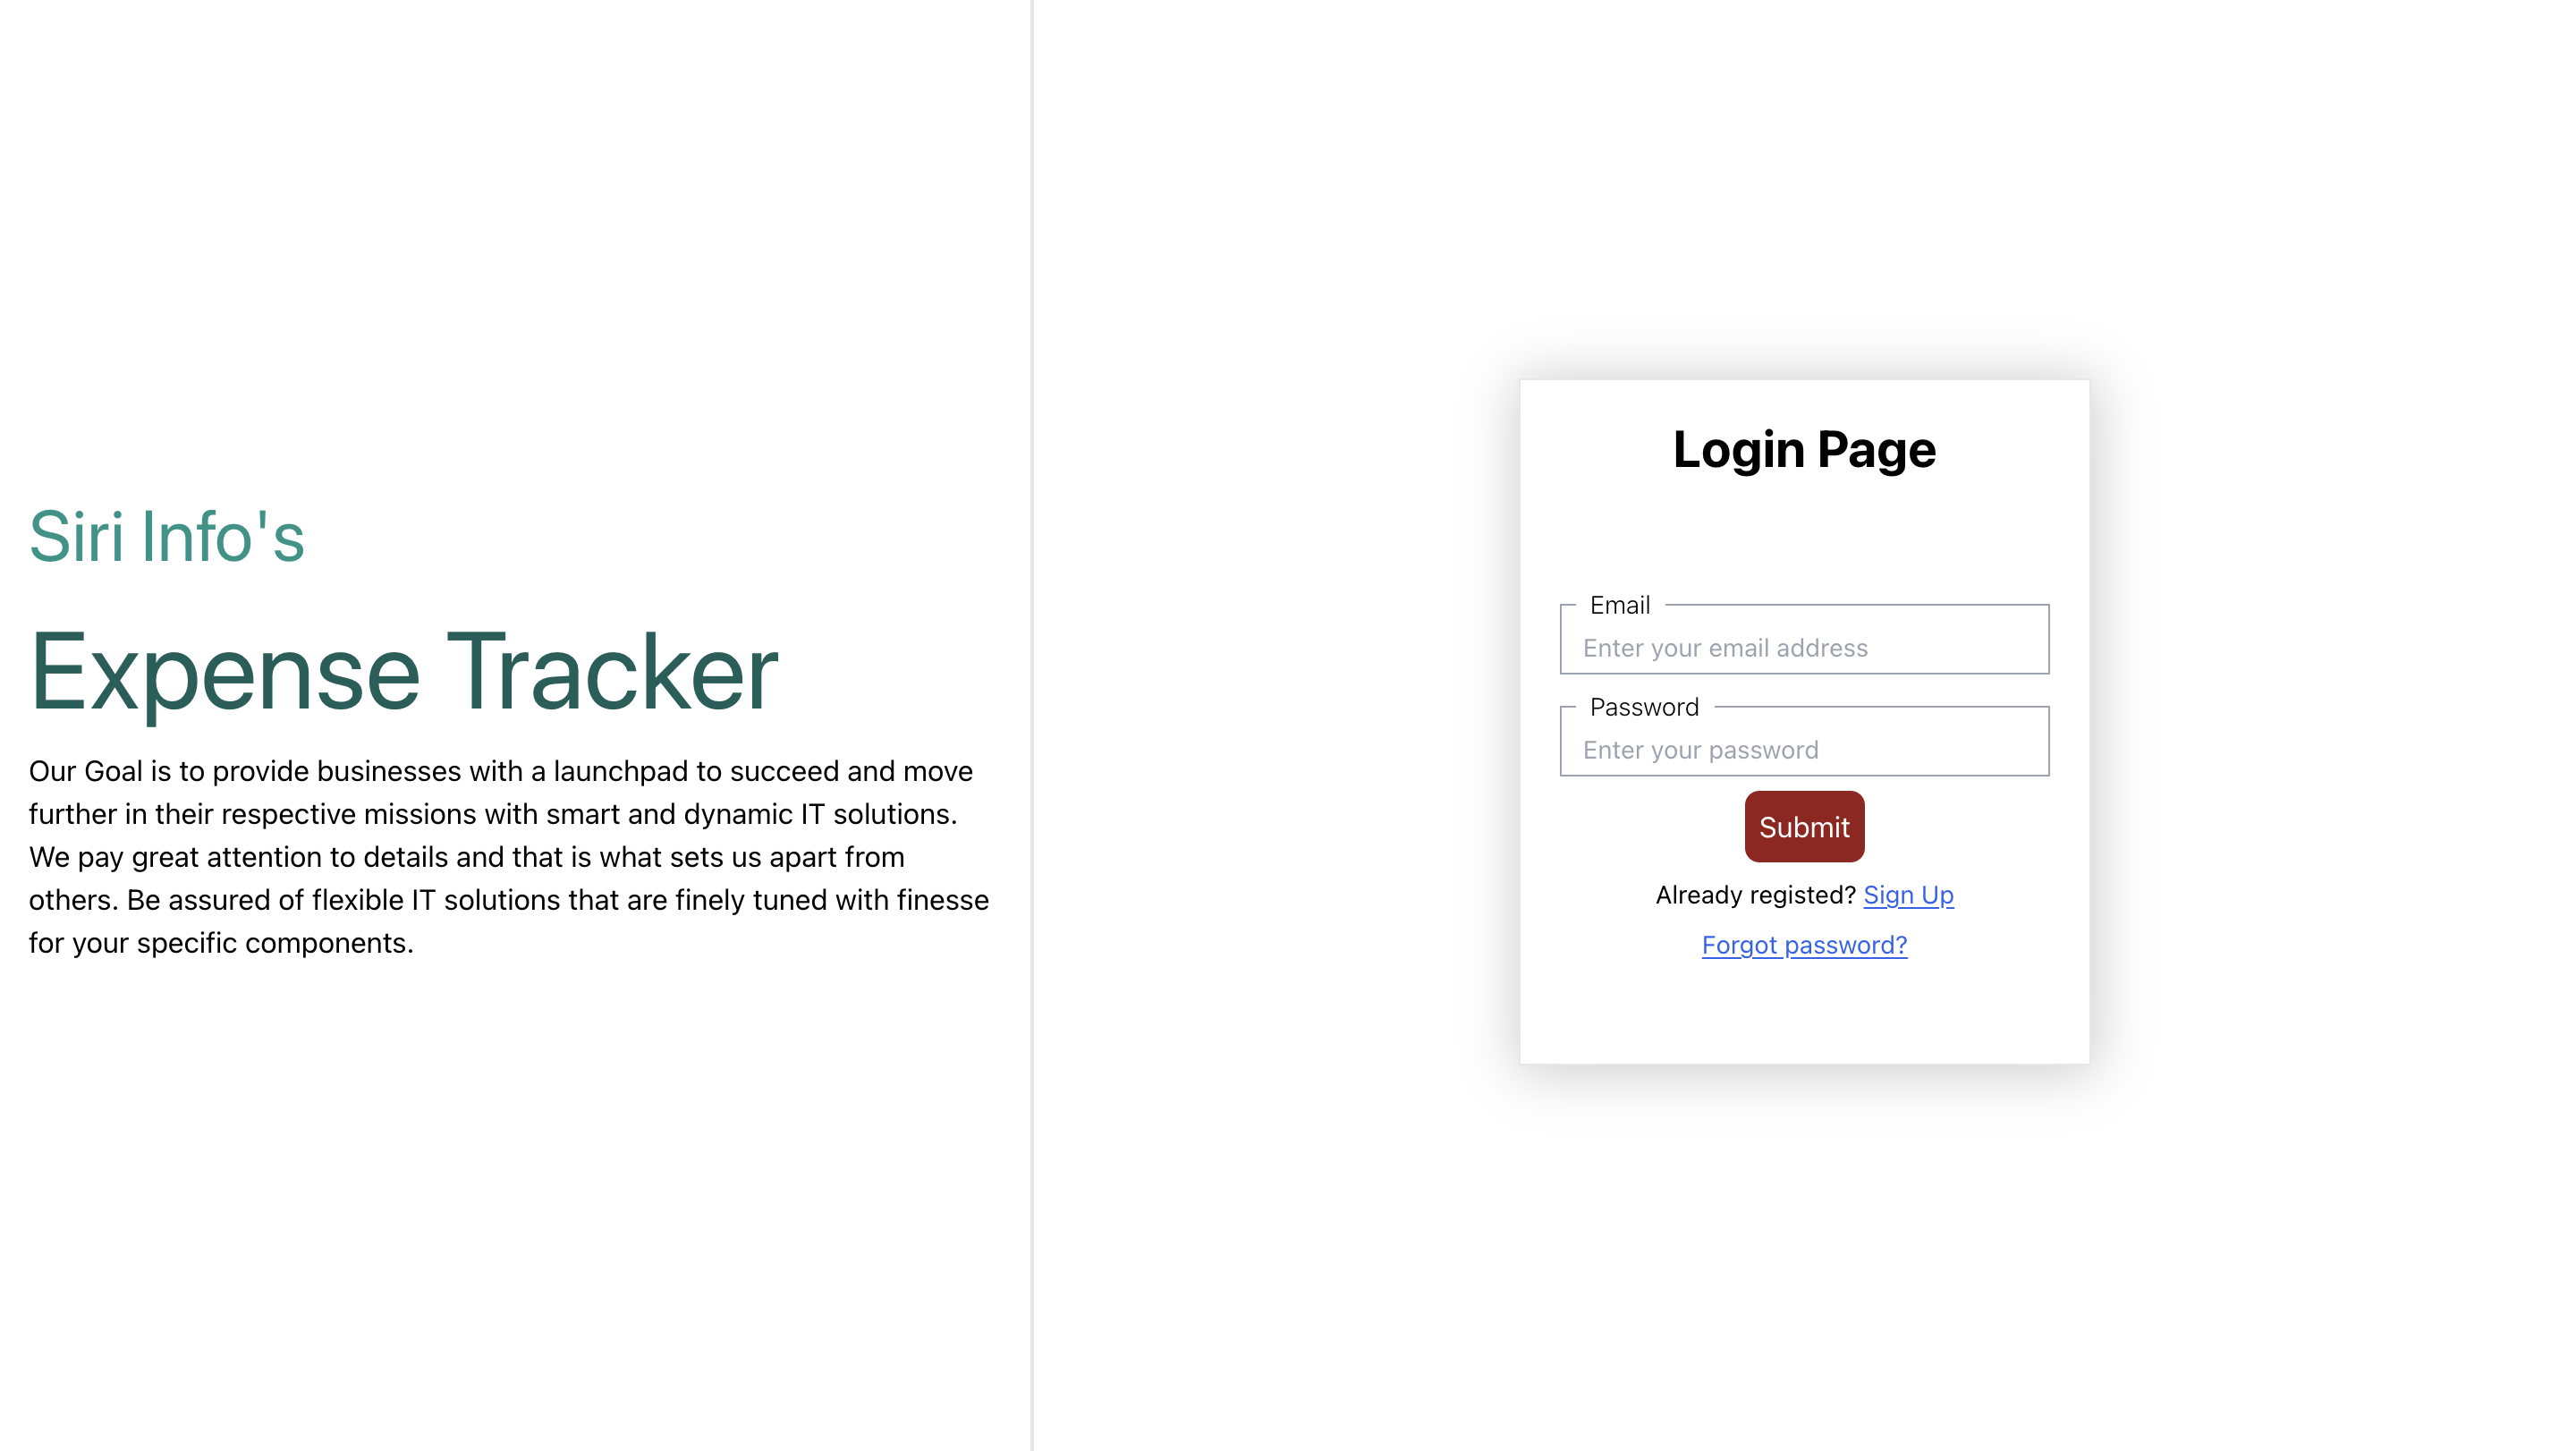 Siri Info's
Expense Tracker
Our Goal is to provide businesses with a launchpad to succeed and move
further in their respective missions with smart and dynamic IT solutions.
We pay great attention to details and that is what sets us apart from
others. Be assured of flexible IT solutions that are finely tuned with finesse
for your specific components.
Login Page
Email
Enter your email address
Password
Enter your password
Submit
Already registed? Sign Up
Forgot password?